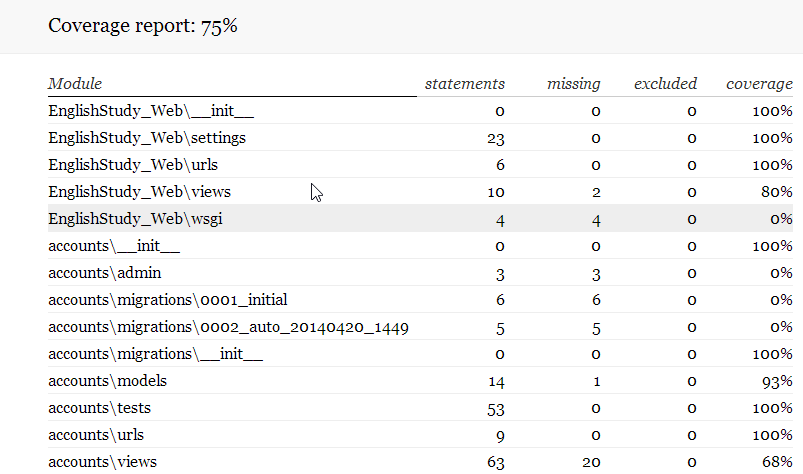 Coverage report: 75%
Module statements missing excluded coverage
EnglishStudy_Web\__init__ 0 0 0 100%
EnglishStudy_Web\settings 23 0 0 100%
EnglishStudy_Web\urls 6 0 0 100%
EnglishStudy_Web\views 10 2 0 80%
EnglishStudy_Web\wsgi 4 4 0 0%
accounts\__init__ 0 0 0 100%
accounts\admin 3 3 0 0%
accounts\migrations\0001_initial 6 6 0 0%
accounts\migrations\0002_auto_20140420_1449 5 5 0 0%
accounts\migrations\__init__ 0 0 0 100%
accounts\models 14 1 0 93%
accounts\tests 53 0 0 100%
accounts\urls 9 0 0 100%
accounts\views 63 20 0 68%